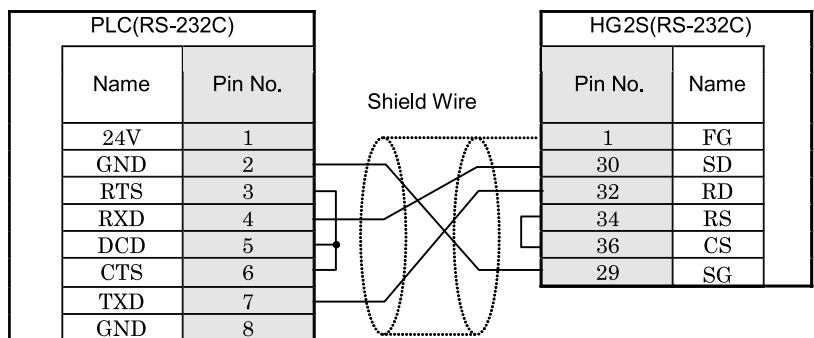 PLC(RS-232C) HG2S(RS-232C)
Name Pin No. Shield Wire Pin No. Name
24V 1 1 FG
GND 2 30 SD
RTS 3 32 RD
RXD 4 34 RS
DCD 5 36 CS
CTS 6 29 SG
TXD 7
GND 8